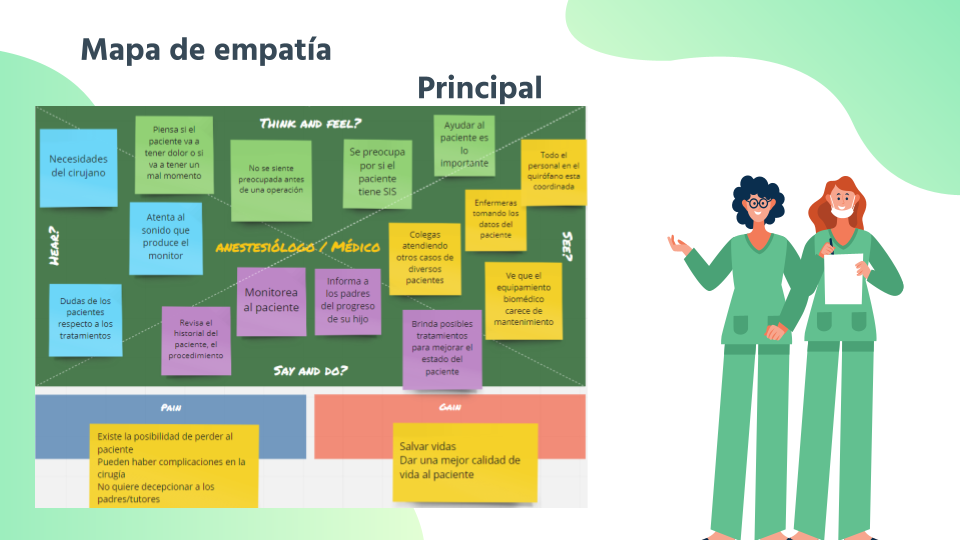 Mapa de empatía
Principal
Think and feel?
Necesidades
del cirujano
Piensa si el
paciente va a
tener dolor o si
va a tener un
mal momento
No se siente
preocupada antes
de una operación
Se preocupa
por si el
paciente
tiene SIS
Ayudar al
paciente es
lo
importante
Todo el
personal en el
quirófano esta
coordinada
Hear?
Atenta al
sonido que
produce el
monitor
anestesiólogo / Médico
Colegas
atendiendo
otros casos de
diversos
pacientes
Enfermeras
tomando los
datos del
paciente
See?
Ve que el
equipamiento
biomédico
carece de
mantenimiento
Dudas de los
pacientes
respecto a los
tratamientos
Revisa el
historial del
paciente, el
procedimiento
Monitorea
al paciente
Informa a
los padres
del progreso
de su hijo
Brinda posibles
tratamientos
para mejorar el
estado del
paciente
Say and do?
Pain
Existe la posibilidad de perder al
paciente
Pueden haber complicaciones en la
cirugía
No quiere decepcionar a los
padres/tutores
Gain
Salvar vidas
Dar una mejor calidad de
vida al paciente